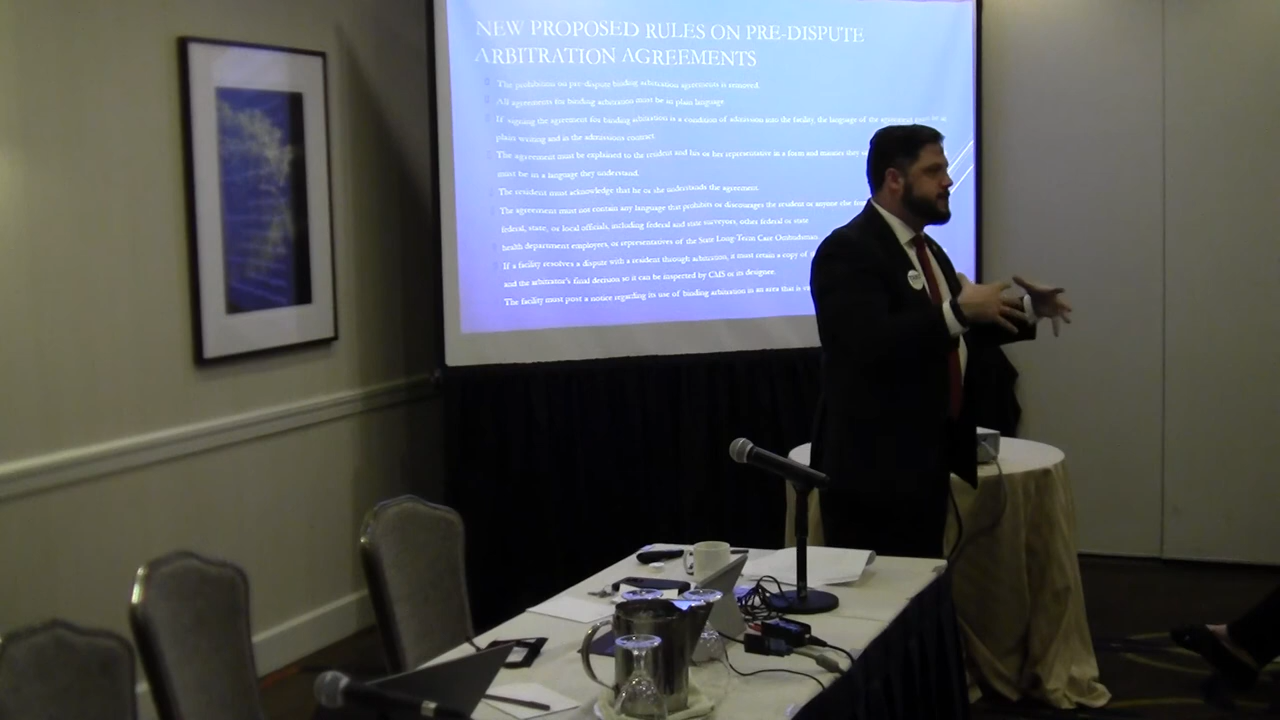 NEW PROPOSED RULES ON PRE-DISPUTE
ARBITRATION AGREEMENTS
The prohibition on pre-dispute binding arbitration agreements is removed.
All agreements for binding arbitration must be in plain language
If signing the agreement for binding arbitration is a condition of admission into the facility, the language of the agreement must be in
plain writing and in the admissions contract.
The agreement must be explained to the resident and his or her representative in a form and manner they
must be in a language they understand.
The resident must acknowledge that he or she understands the agreement.
The agreement must not contain any language that prohibits or discourages the resident or anyone else from
federal, state, or local officials, including federal and state surveyors, other federal or state
health department employees, or representatives of the State Long-Term Care Ombudsman
If a facility resolves a dispute with a resident through arbitration, it must retain a copy of
and the arbitrator's final decision so it can be inspected by CMS or its designee.
The facility must post a notice regarding its use of binding arbitration in an area that is